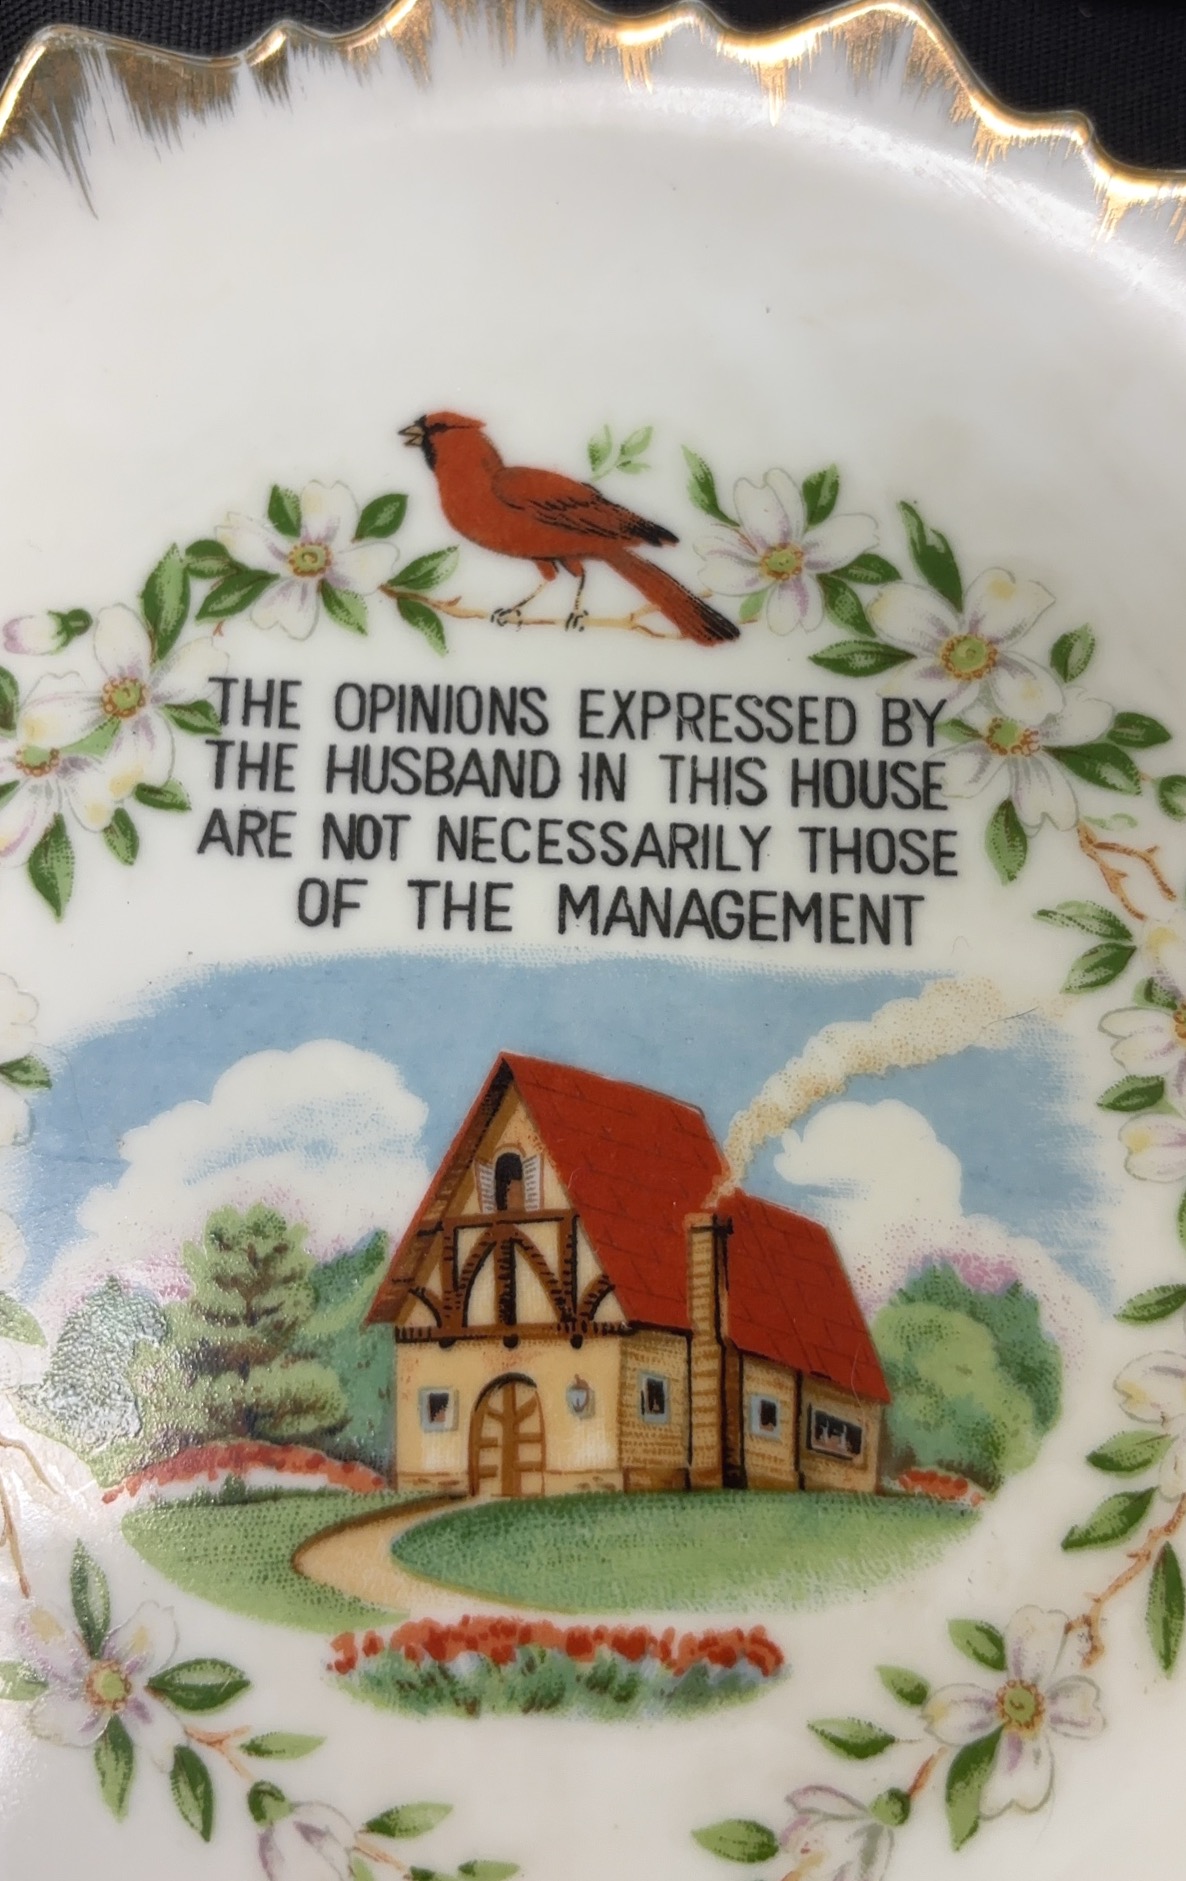 THE OPINIONS EXPRESSED BY
THE HUSBAND IN THIS HOUSE
ARE NOT NECESSARILY THOSE
OF THE MANAGEMENT